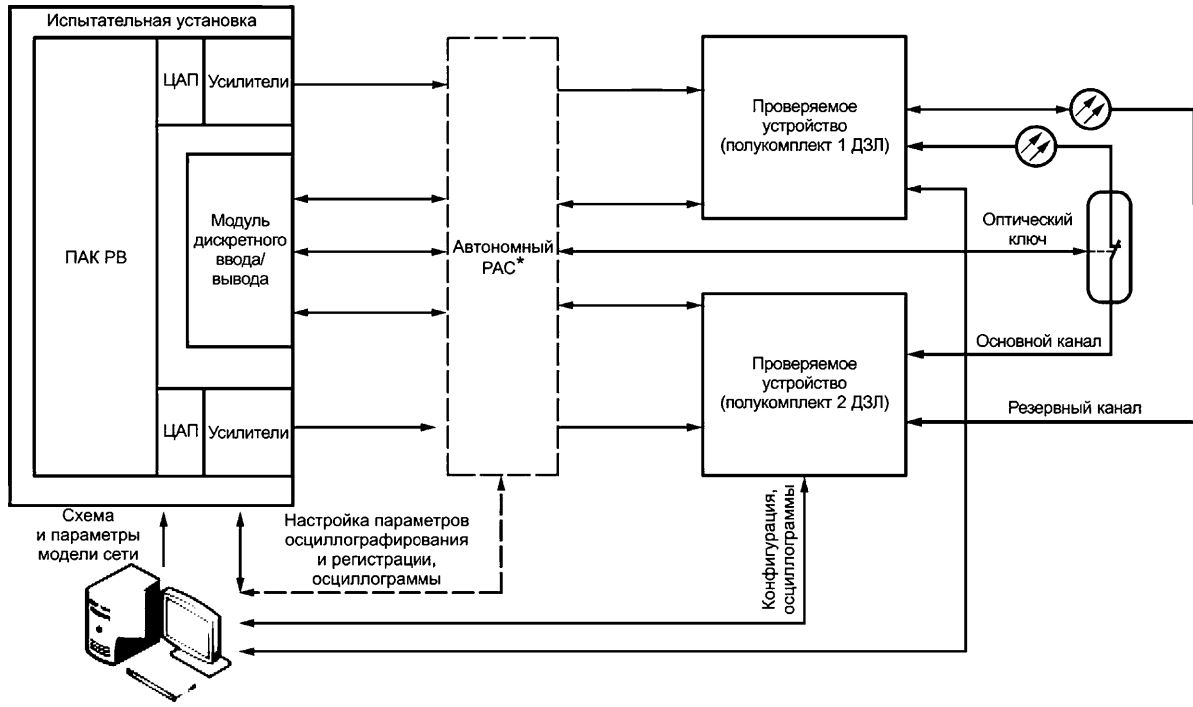 Испытательная установка
ЦАП
Усилители
ПАК РВ
Модуль
дискретного
ввода/
вывода
ЦАП
Усилители
Автономный
РАС*
Проверяемое
устройство
(полукомплект 1 ДЗЛ)
Оптический
ключ
Проверяемое
устройство
(полукомплект 2 ДЗЛ)
Основной канал
Резервный канал
Схема
и параметры
модели сети
Настройка параметров
осциллографирования
и регистрации,
осциллограммы
Конфигурация,
осциллограммы